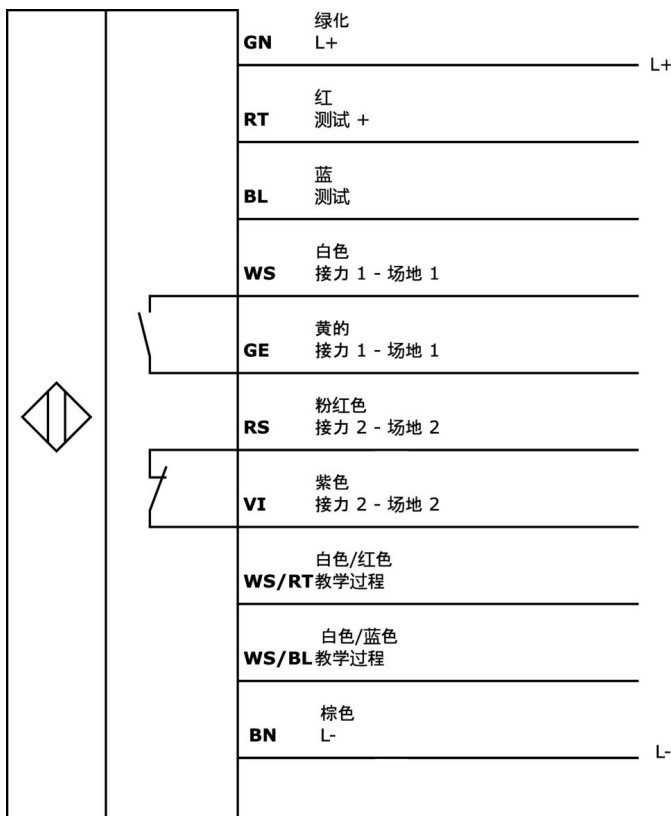 绿化
GN L+
L+
红
RT 测试 +
蓝
BL 测试
白色
WS 接力 1 - 场地 1
黄的
GE 接力 1 - 场地 1
粉红色
RS 接力 2 - 场地 2
紫色
VI 接力 2 - 场地 2
白色/红色
WS/RT 教学过程
白色/蓝色
WS/BL 教学过程
棕色
BN L-
L-